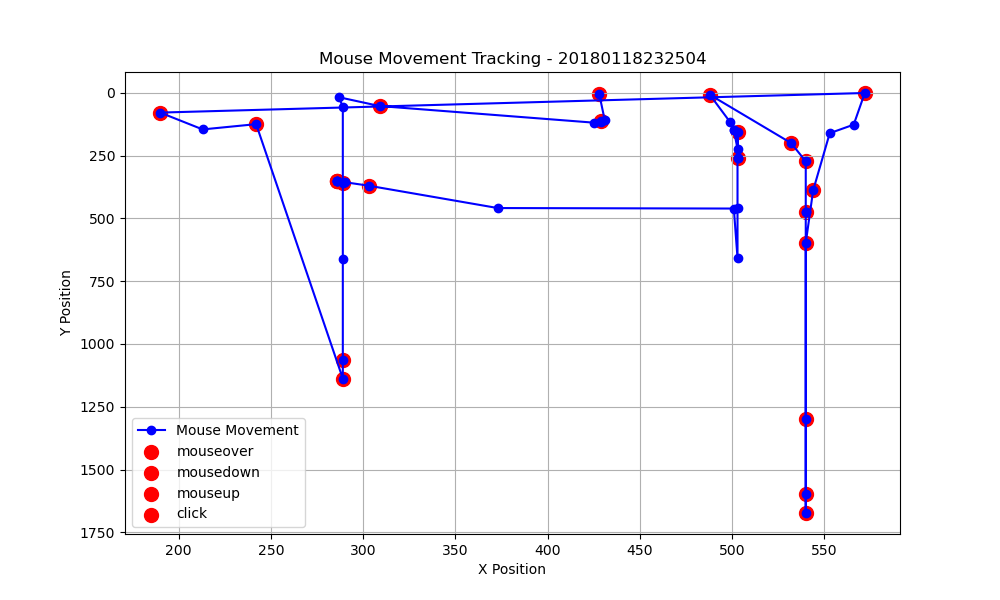 Mouse Movement Tracking - 20180118232504
Y Position
0
250
500
750
1000
1250
1500
1750
Mouse Movement
mouseover
mousedown
mouseup
click
200 250 300 350 400 450 500 550
X Position